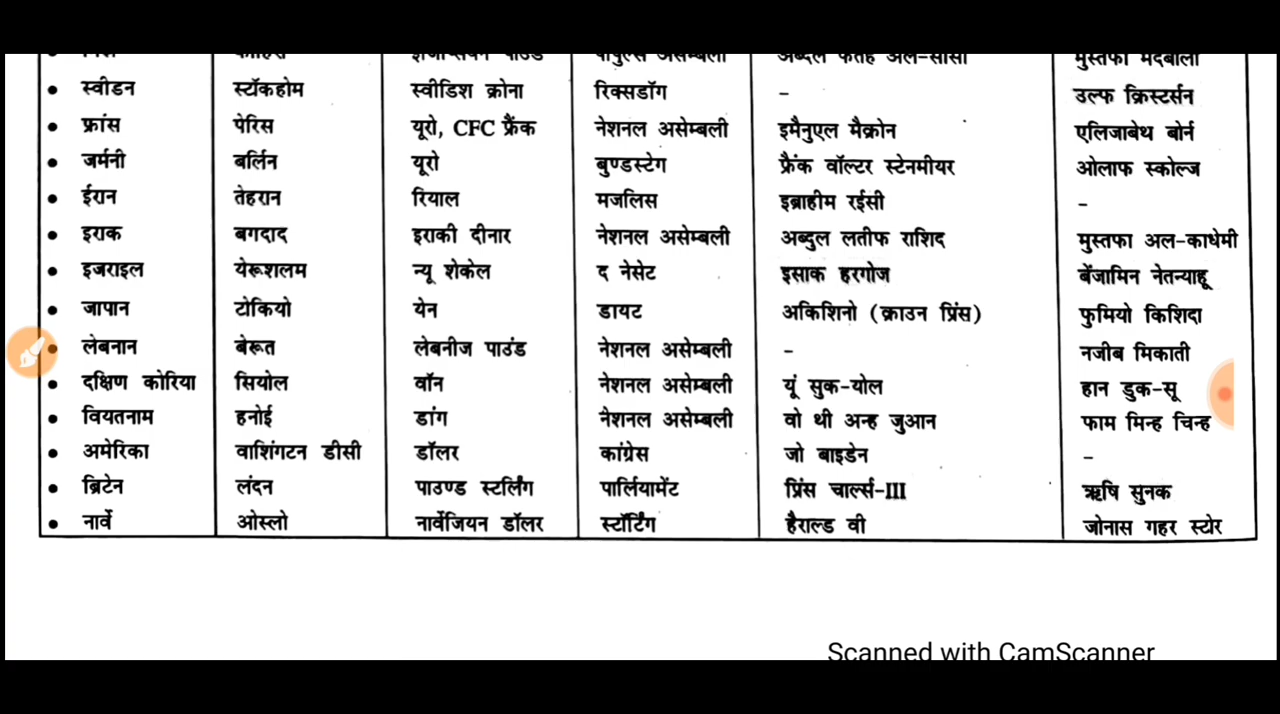 • स्वीडन स्टॉकहोम स्वीडिश क्रोना रिक्सडॉग - उल्फ क्रिस्टर्सन
• फ्रांस पेरिस यूरो, CFC फ्रैंक नेशनल असेम्बली इमैनुएल मैक्रोन एलिजाबेथ बोर्न
• जर्मनी बर्लिन यूरो बुण्डस्टेग फ्रैंक वॉल्टर स्टेनमीयर ओलाफ स्कोल्ज
• ईरान तेहरान रियाल मजलिस इब्राहीम रईसी -
• इराक बगदाद इराकी दीनार नेशनल असेम्बली अब्दुल लतीफ राशिद मुस्तफा अल-काधेमी
• इजराइल येरूशलम न्यू शेकेल द नेसेट इसाक हरगोज बेंजामिन नेतन्याहू
• जापान टोकियो येन डायट अकिशिनो (क्राउन प्रिंस) फुमियो किशिदा
• लेबनान बेरूत लेबनीज पाउंड नेशनल असेम्बली - नजीब मिकाती
• दक्षिण कोरिया सियोल वॉन नेशनल असेम्बली यूं सुक-योल हान डुक-सू
• वियतनाम हनोई डांग नेशनल असेम्बली वो थी अन्ह जुआन फाम मिन्ह चिन्ह
• अमेरिका वाशिंगटन डीसी डॉलर कांग्रेस जो बाइडेन -
• ब्रिटेन लंदन पाउण्ड स्टर्लिंग पार्लियामेंट प्रिंस चार्ल्स-III ऋषि सुनक
• नार्वे ओस्लो नार्वेजियन डॉलर स्टॉर्टिंग हैराल्ड वी जोनास गहर स्टोर
Scanned with CamScanner